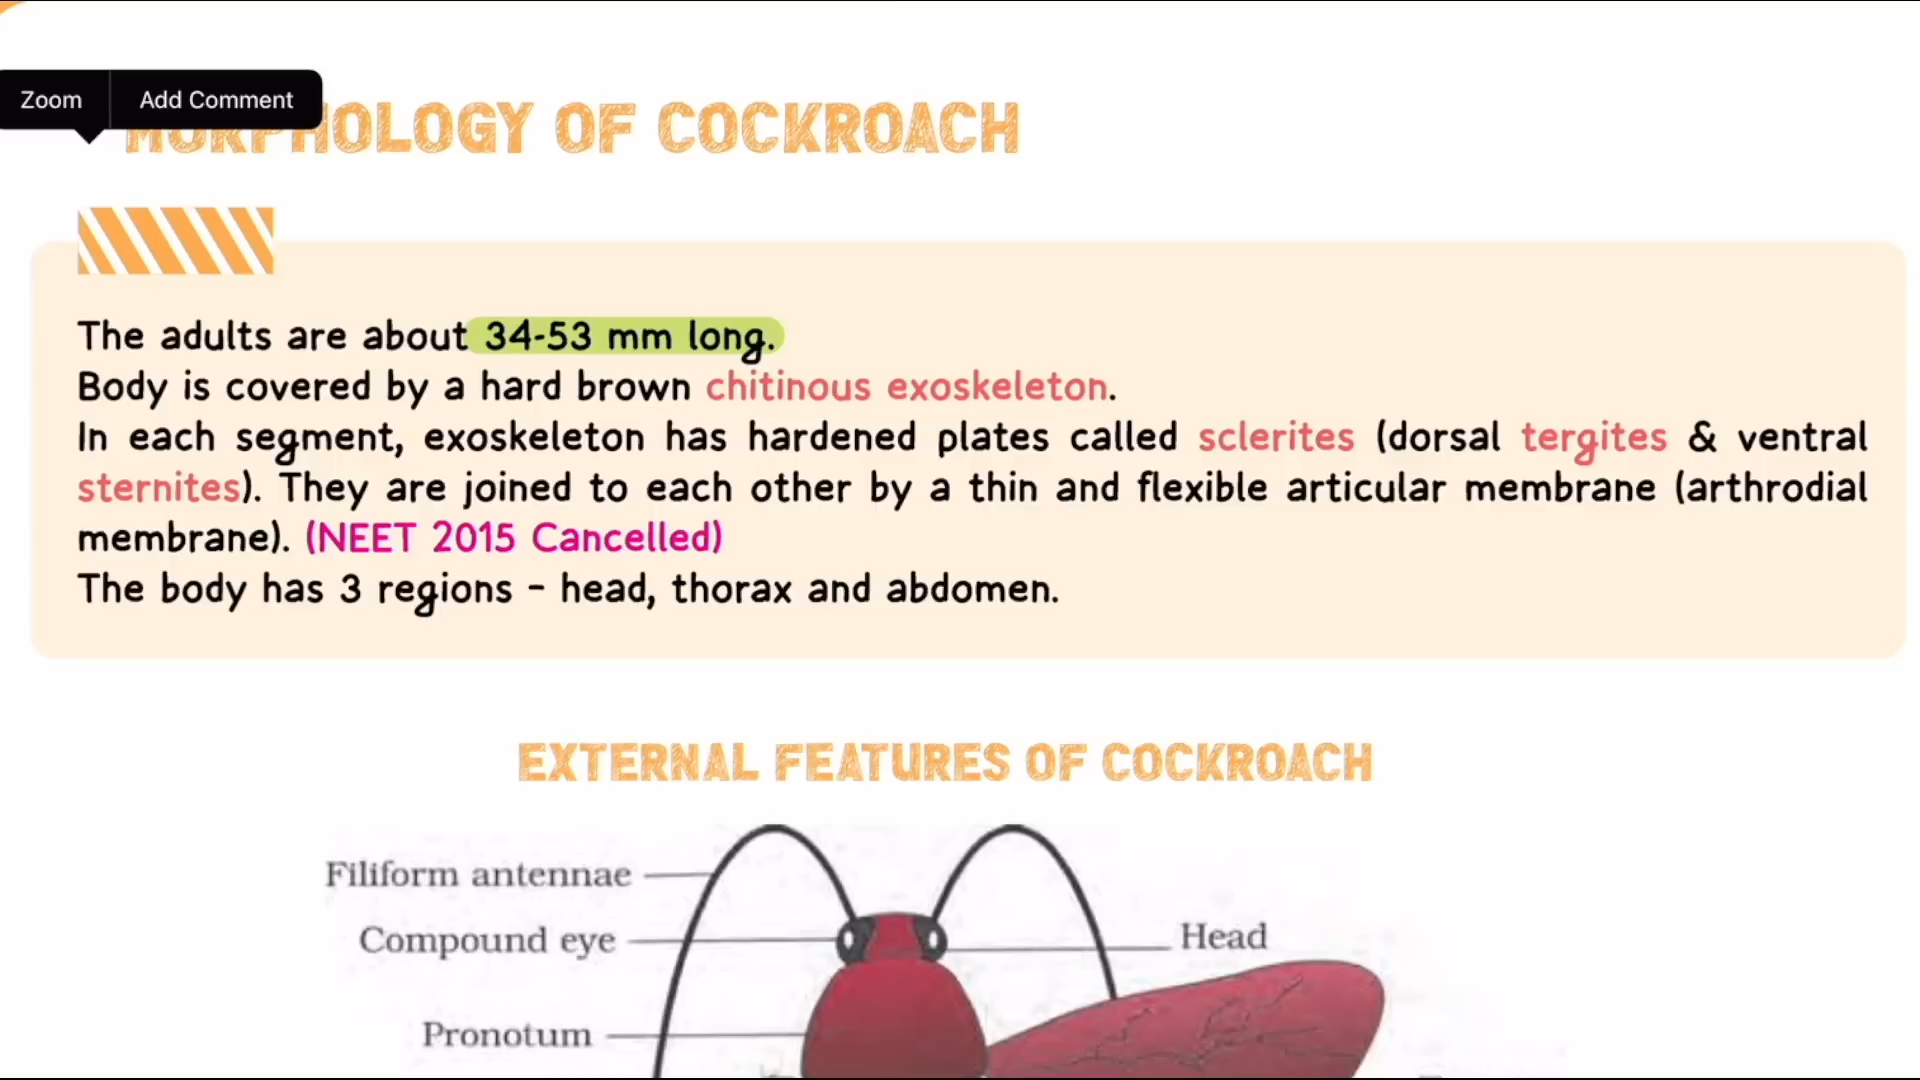 Zoom Add Comment
MORPHOLOGY OF COCKROACH
The adults are about 34-53 mm long.
Body is covered by a hard brown chitinous exoskeleton.
In each segment, exoskeleton has hardened plates called sclerites (dorsal tergites & ventral
sternites). They are joined to each other by a thin and flexible articular membrane (arthrodial
membrane). (NEET 2015 Cancelled)
The body has 3 regions - head, thorax and abdomen.
EXTERNAL FEATURES OF COCKROACH
Filiform antennae
Compound eye
Head
Pronotum